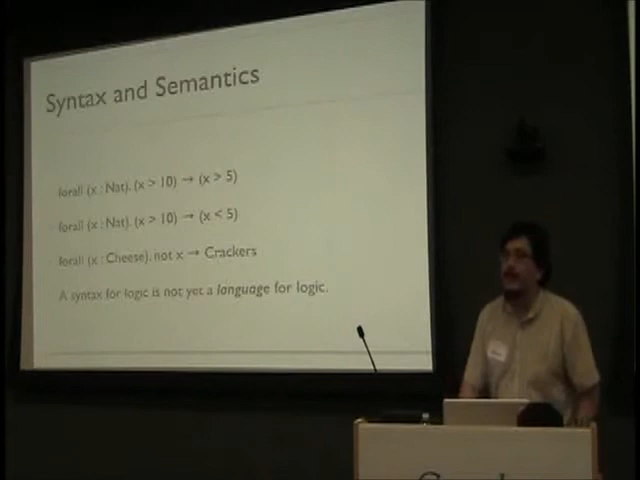 Syntax and Semantics
forall (x : Nat). (x > 10) → (x > 5)
forall (x : Nat). (x > 10) → (x < 5)
forall (x : Cheese). not x → Crackers
A syntax for logic is not yet a language for logic.